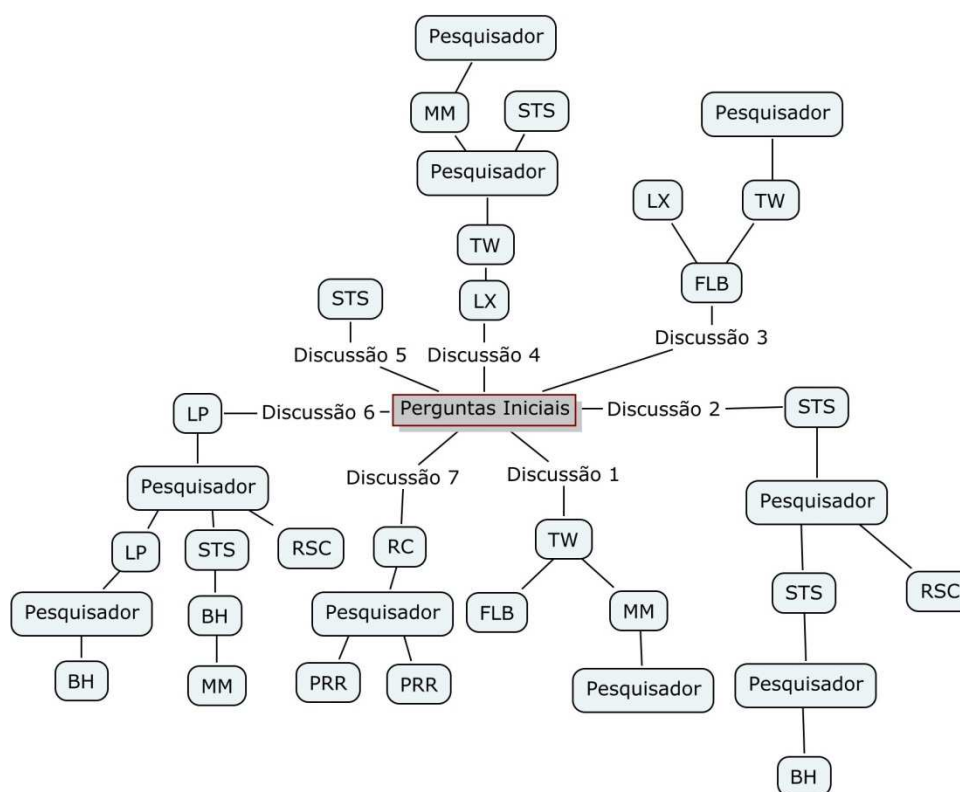 Pesquisador
MM
STS
Pesquisador
Pesquisador
LX
TW
TW
FLB
STS
LX
Discussão 3
Discussão 5
Discussão 4
LP
Discussão 6
Perguntas Iniciais
Discussão 2
STS
Discussão 7
Discussão 1
Pesquisador
Pesquisador
LP
STS
RSC
RC
TW
STS
RSC
Pesquisador
BH
Pesquisador
FLB
MM
BH
MM
PRR
PRR
Pesquisador
Pesquisador
BH